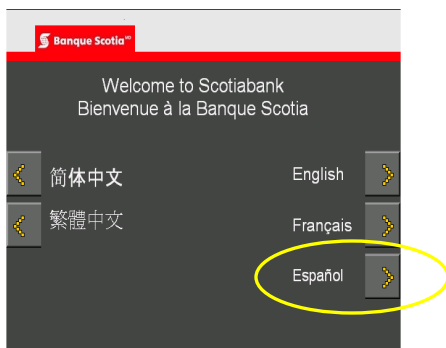 Banque Scotia MD
Welcome to Scotiabank
Bienvenue à la Banque Scotia
简体中文
English
繁體中文
Français
Español